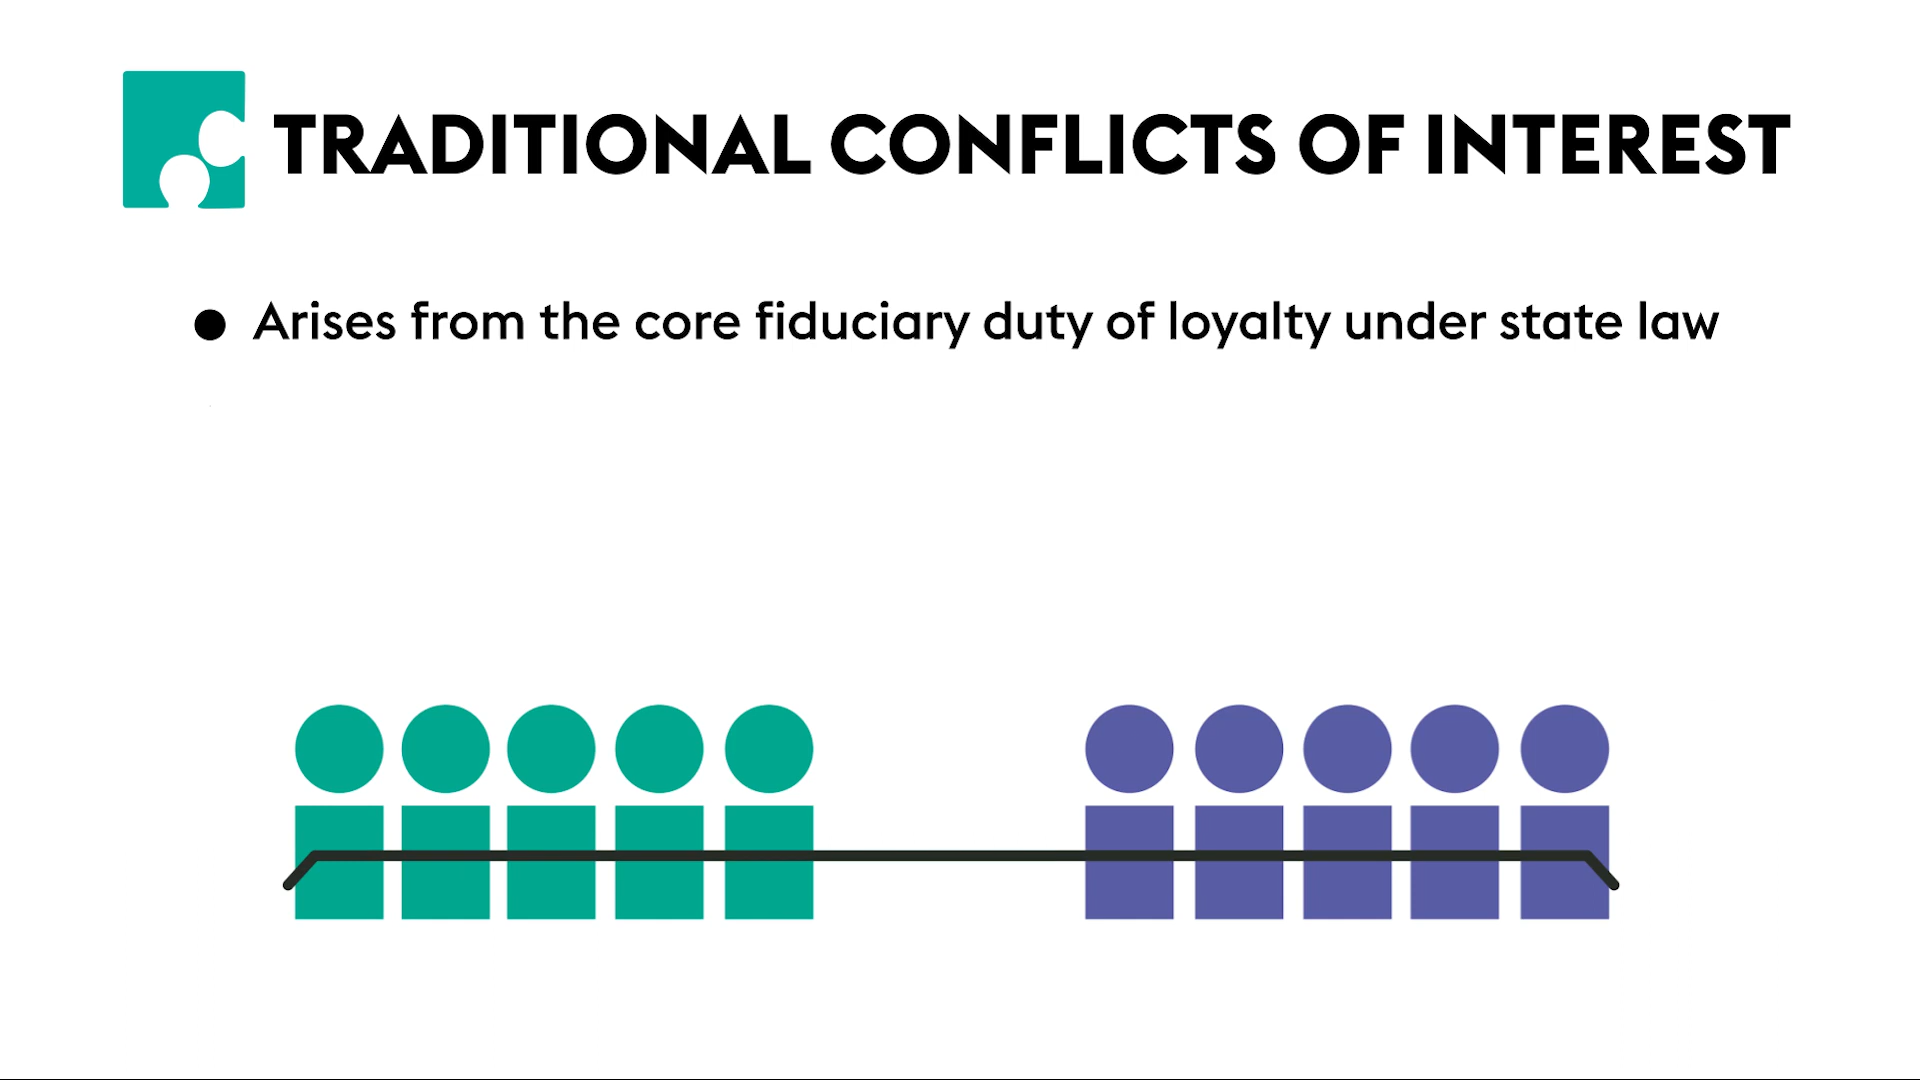 TRADITIONAL CONFLICTS OF INTEREST
● Arises from the core fiduciary duty of loyalty under state law